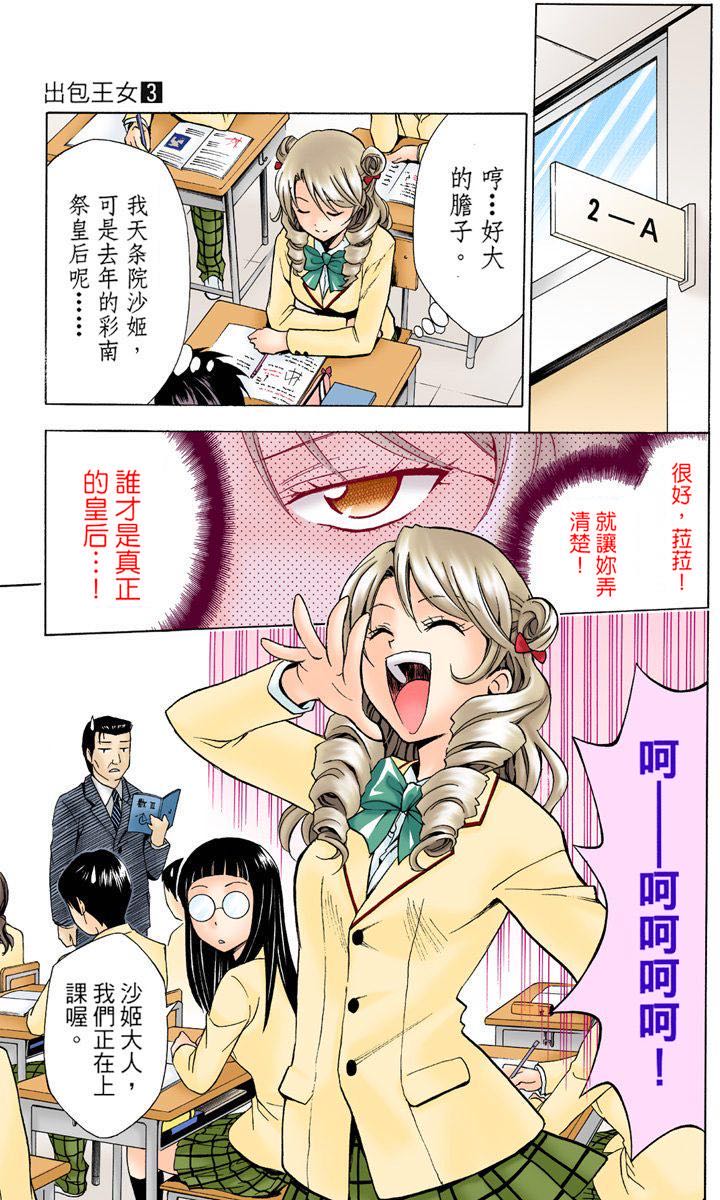 出包王女3
2—A
哼…好大
的膽子。
我天条院沙姬，
可是去年的彩南
祭皇后呢……
很好，菈菈！
就讓妳弄
清楚！
誰才是真正
的皇后…！
呵——呵呵呵呵！
沙姬大人，
我們正在上
課喔。